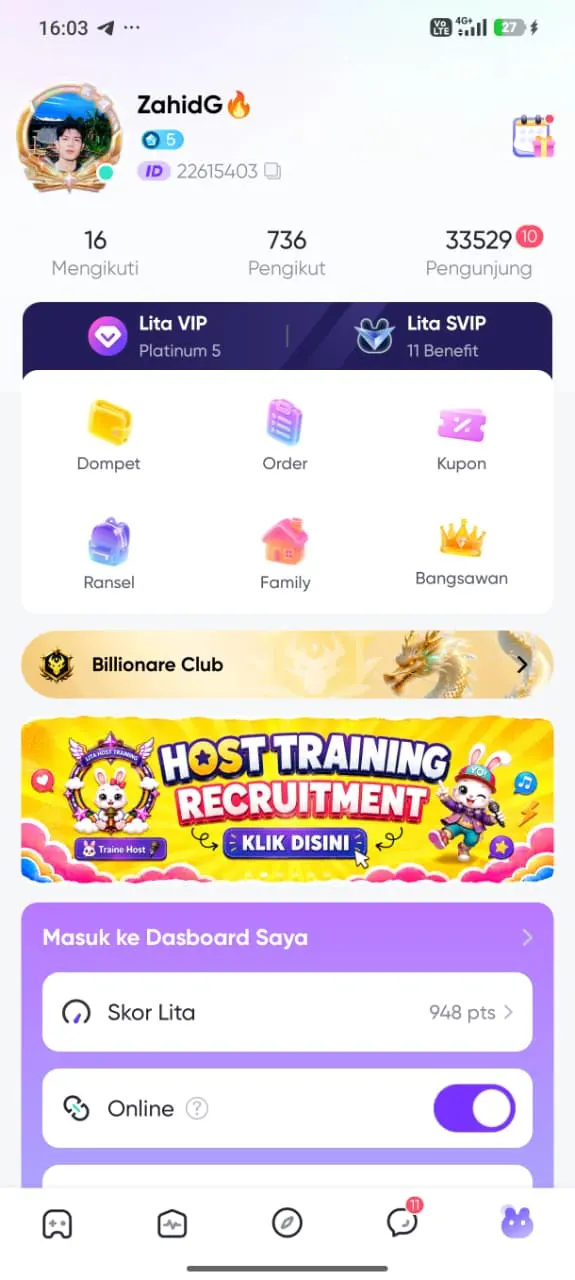 16:03
Vo LTE 4G+ 27
ZahidG🔥
5
ID 22615403
16 736 33529 10
Mengikuti Pengikut Pengunjung
Lita VIP Lita SVIP
Platinum 5 11 Benefit
Dompet Order Kupon
Ransel Family Bangsawan
Billionare Club
LITA HOST TRAINING
HOST TRAINING
YO!
RECRUITMENT
Traine Host
KLIK DISINI
Masuk ke Dasboard Saya
Skor Lita 948 pts
Online ?
11